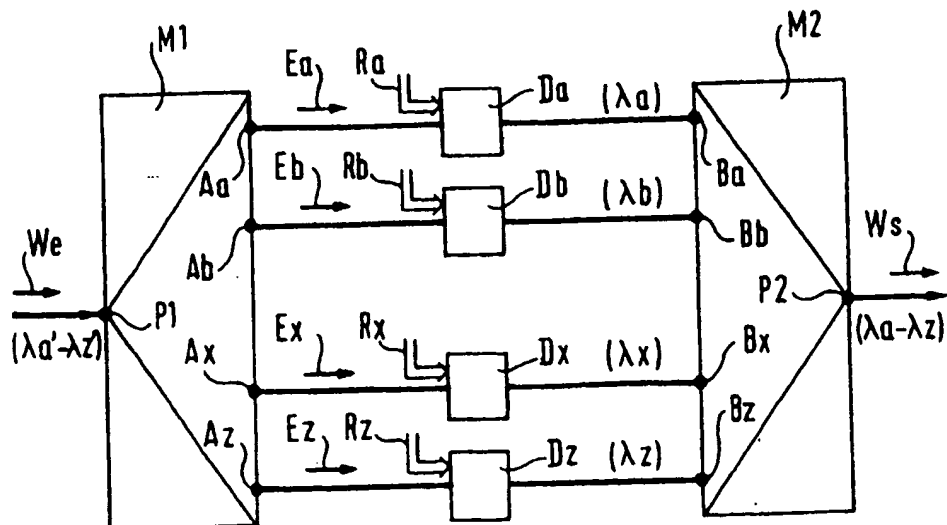 M1
M2
Ea
Ra
Da
(λa)
Aa
Ba
Eb
Rb
Db
(λb)
Ab
Bb
We
P1
(λa'-λz')
Ws
P2
(λa-λz)
Ax
Ex
Rx
Dx
(λx)
Bx
Az
Ez
Rz
Dz
(λz)
Bz